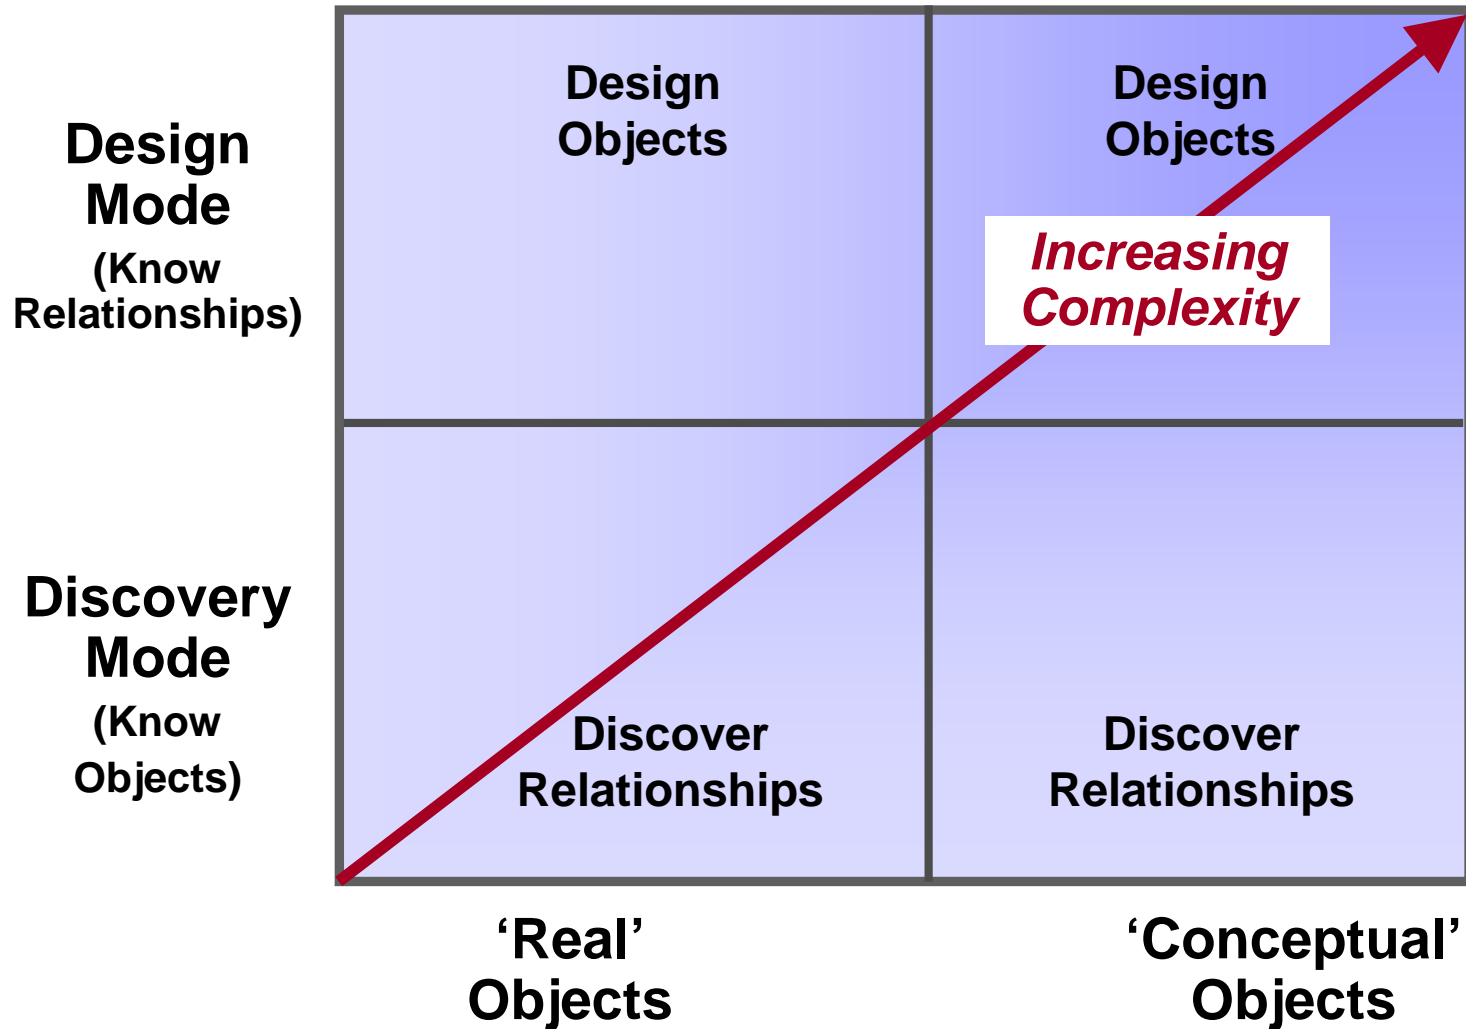 Design
Objects
Design
Objects
Design
Mode
(Know
Relationships)
Increasing
Complexity
Discovery
Mode
(Know
Objects)
Discover
Relationships
Discover
Relationships
‘Real’
Objects
‘Conceptual’
Objects